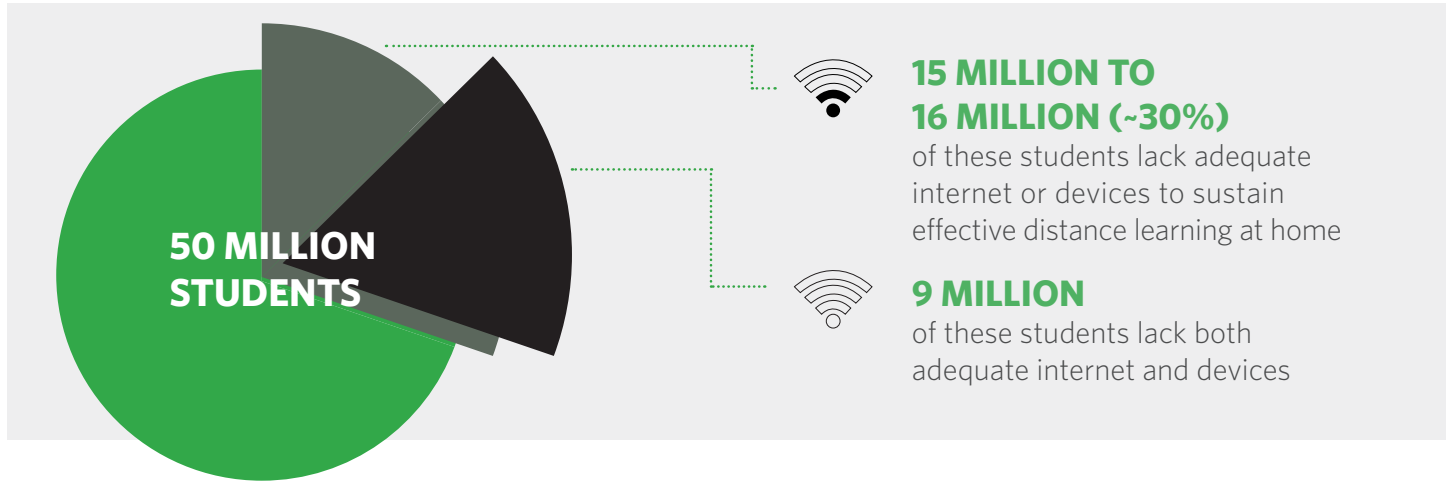 50 MILLION
STUDENTS
15 MILLION TO
16 MILLION (~30%)
of these students lack adequate
internet or devices to sustain
effective distance learning at home
9 MILLION
of these students lack both
adequate internet and devices